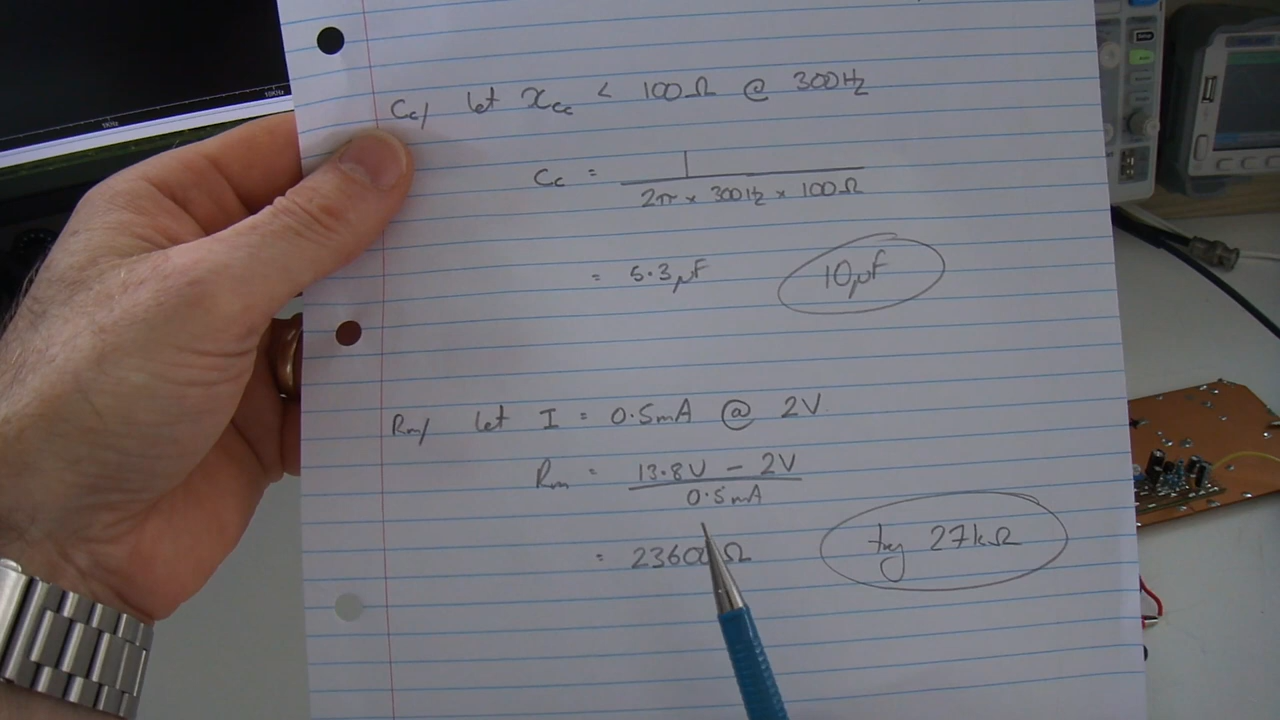 Cc/ let Xcc < 100Ω @ 300Hz
Cc = 1
2π x 300Hz x 100Ω
= 5.3μF 10μF
Rm/ let I = 0.5mA @ 2V
Rm = 13.8V - 2V
0.5mA
= 23600Ω try 27kΩ